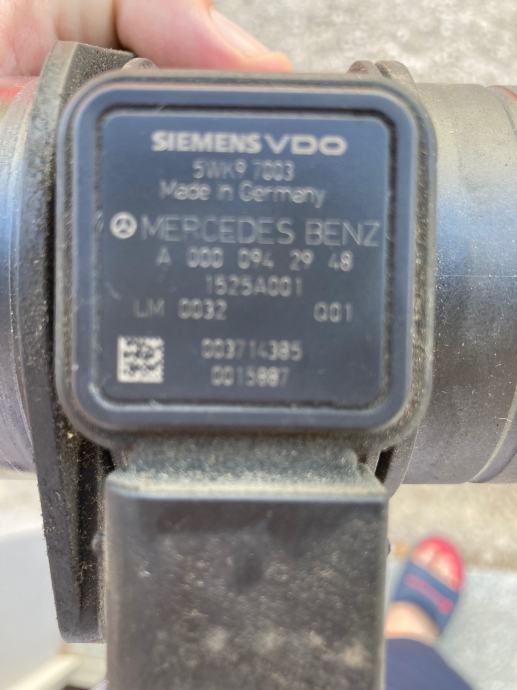 SIEMENS VDO
5WK9 7003
Made in Germany
MERCEDES BENZ
A 000 094 29 48
1525A001
LM 0032 Q01
003714385
0015887